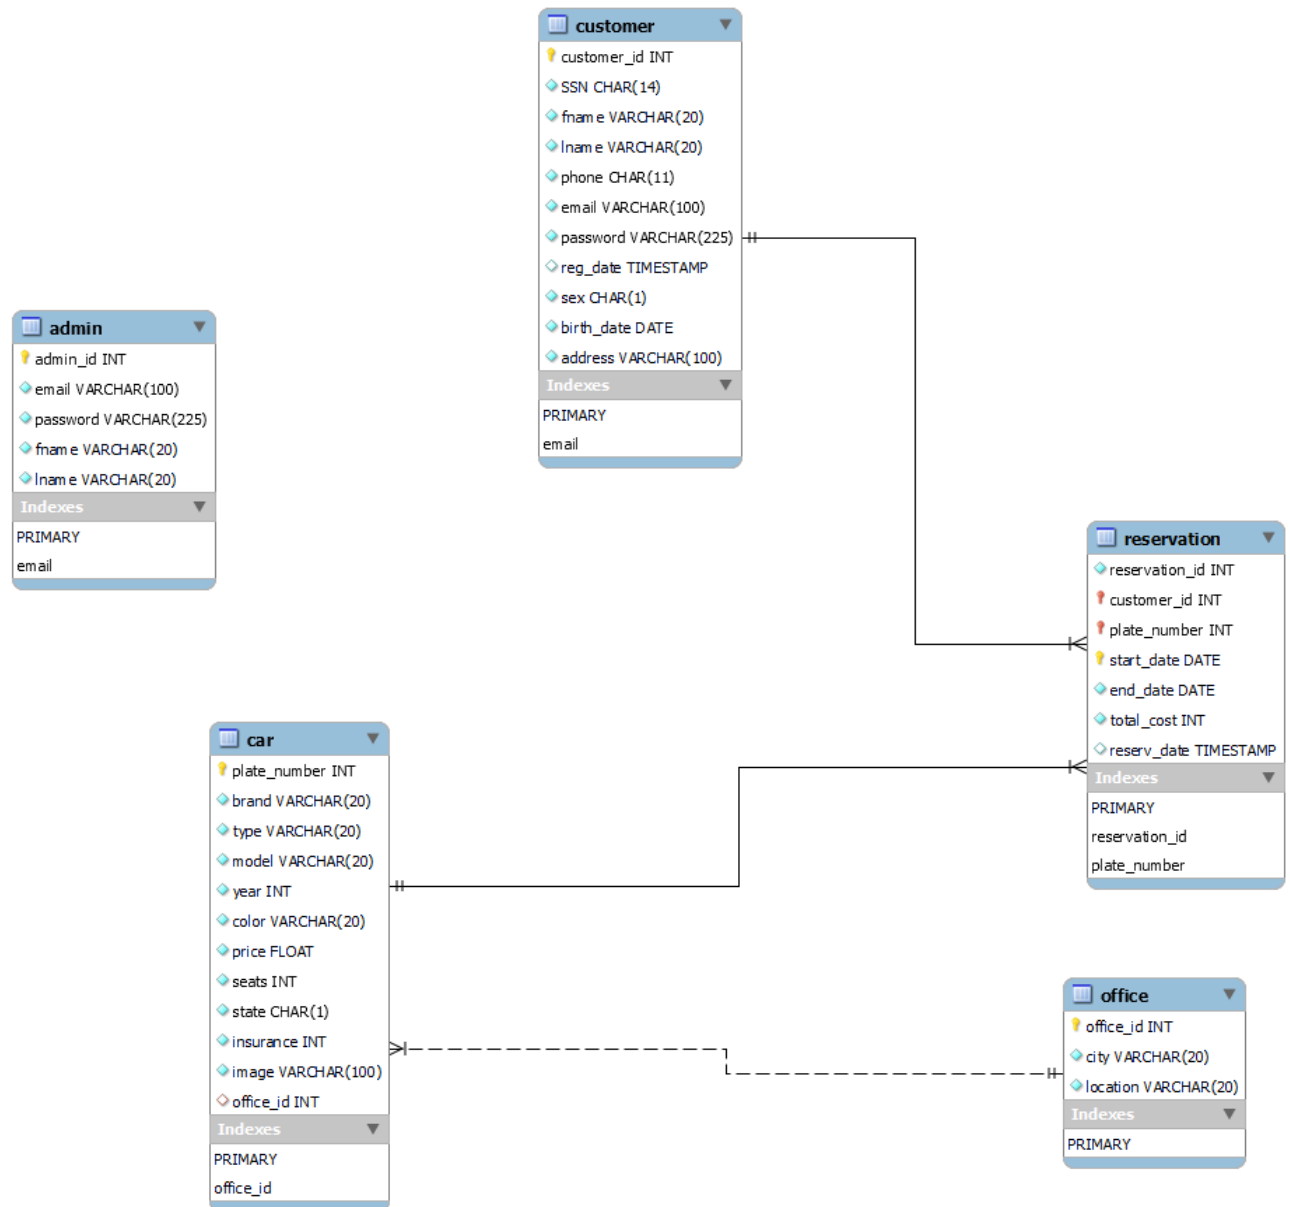 customer
customer_id INT
SSN CHAR(14)
fname VARCHAR(20)
lname VARCHAR(20)
phone CHAR(11)
email VARCHAR(100)
password VARCHAR(225)
reg_date TIMESTAMP
sex CHAR(1)
birth_date DATE
address VARCHAR(100)
Indexes
PRIMARY
email
admin
admin_id INT
email VARCHAR(100)
password VARCHAR(225)
fname VARCHAR(20)
lname VARCHAR(20)
Indexes
PRIMARY
email
reservation
reservation_id INT
customer_id INT
plate_number INT
start_date DATE
end_date DATE
total_cost INT
reserv_date TIMESTAMP
Indexes
PRIMARY
reservation_id
plate_number
car
plate_number INT
brand VARCHAR(20)
type VARCHAR(20)
model VARCHAR(20)
year INT
color VARCHAR(20)
price FLOAT
seats INT
state CHAR(1)
insurance INT
image VARCHAR(100)
office_id INT
Indexes
PRIMARY
office_id
office
office_id INT
city VARCHAR(20)
location VARCHAR(20)
Indexes
PRIMARY